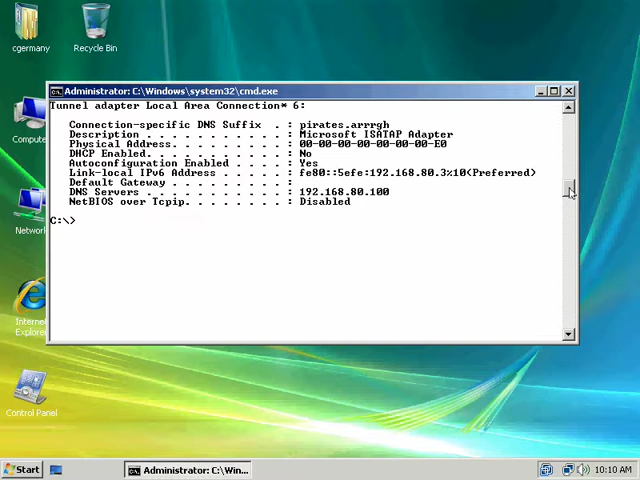 cgermany
Recycle Bin
Administrator: C:\Windows\system32\cmd.exe
Tunnel adapter Local Area Connection* 6:
Connection-specific DNS Suffix  . : pirates.arrrgh
Description . . . . . . . . . . . : Microsoft ISATAP Adapter
Physical Address. . . . . . . . . : 00-00-00-00-00-00-00-E0
DHCP Enabled. . . . . . . . . . . : No
Autoconfiguration Enabled . . . . : Yes
Link-local IPv6 Address . . . . . : fe80::5efe:192.168.80.3%10(Preferred)
Default Gateway . . . . . . . . . :
DNS Servers . . . . . . . . . . . : 192.168.80.100
NetBIOS over Tcpip. . . . . . . . : Disabled
C:\>
Compute
Network
Internet
Explorer
Control Panel
Start
Administrator: C:\Win...
10:10 AM